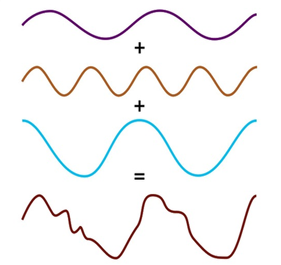 +
+
=